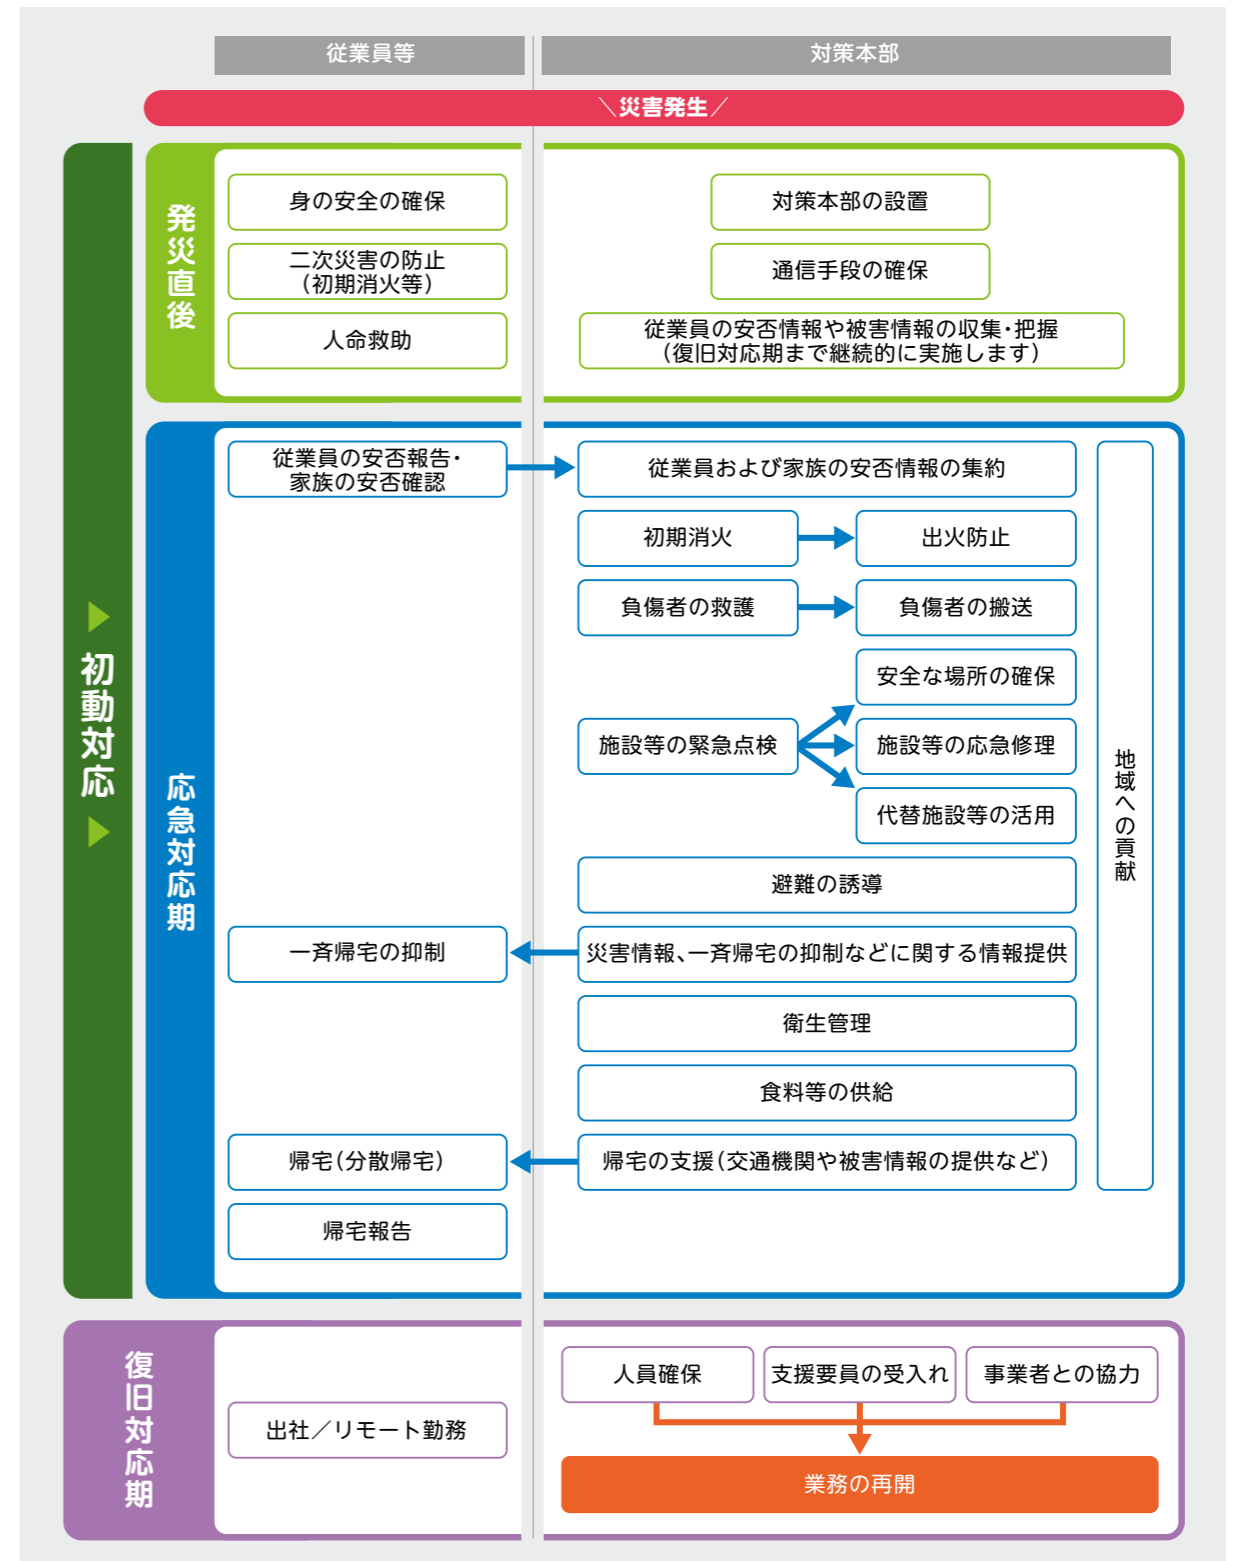 従業員等
対策本部
＼災害発生／
初動対応
発災直後
身の安全の確保
対策本部の設置
二次災害の防止
（初期消火等）
通信手段の確保
人命救助
従業員の安否情報や被害情報の収集・把握
（復旧対応期まで継続的に実施します）
応急対応期
従業員の安否報告・
家族の安否確認
従業員および家族の安否情報の集約
初期消火
出火防止
負傷者の救護
負傷者の搬送
安全な場所の確保
施設等の緊急点検
施設等の応急修理
代替施設等の活用
地域への貢献
避難の誘導
一斉帰宅の抑制
災害情報、一斉帰宅の抑制などに関する情報提供
衛生管理
食料等の供給
帰宅（分散帰宅）
帰宅の支援（交通機関や被害情報の提供など）
帰宅報告
復旧対応期
人員確保
支援要員の受入れ
事業者との協力
出社／リモート勤務
業務の再開